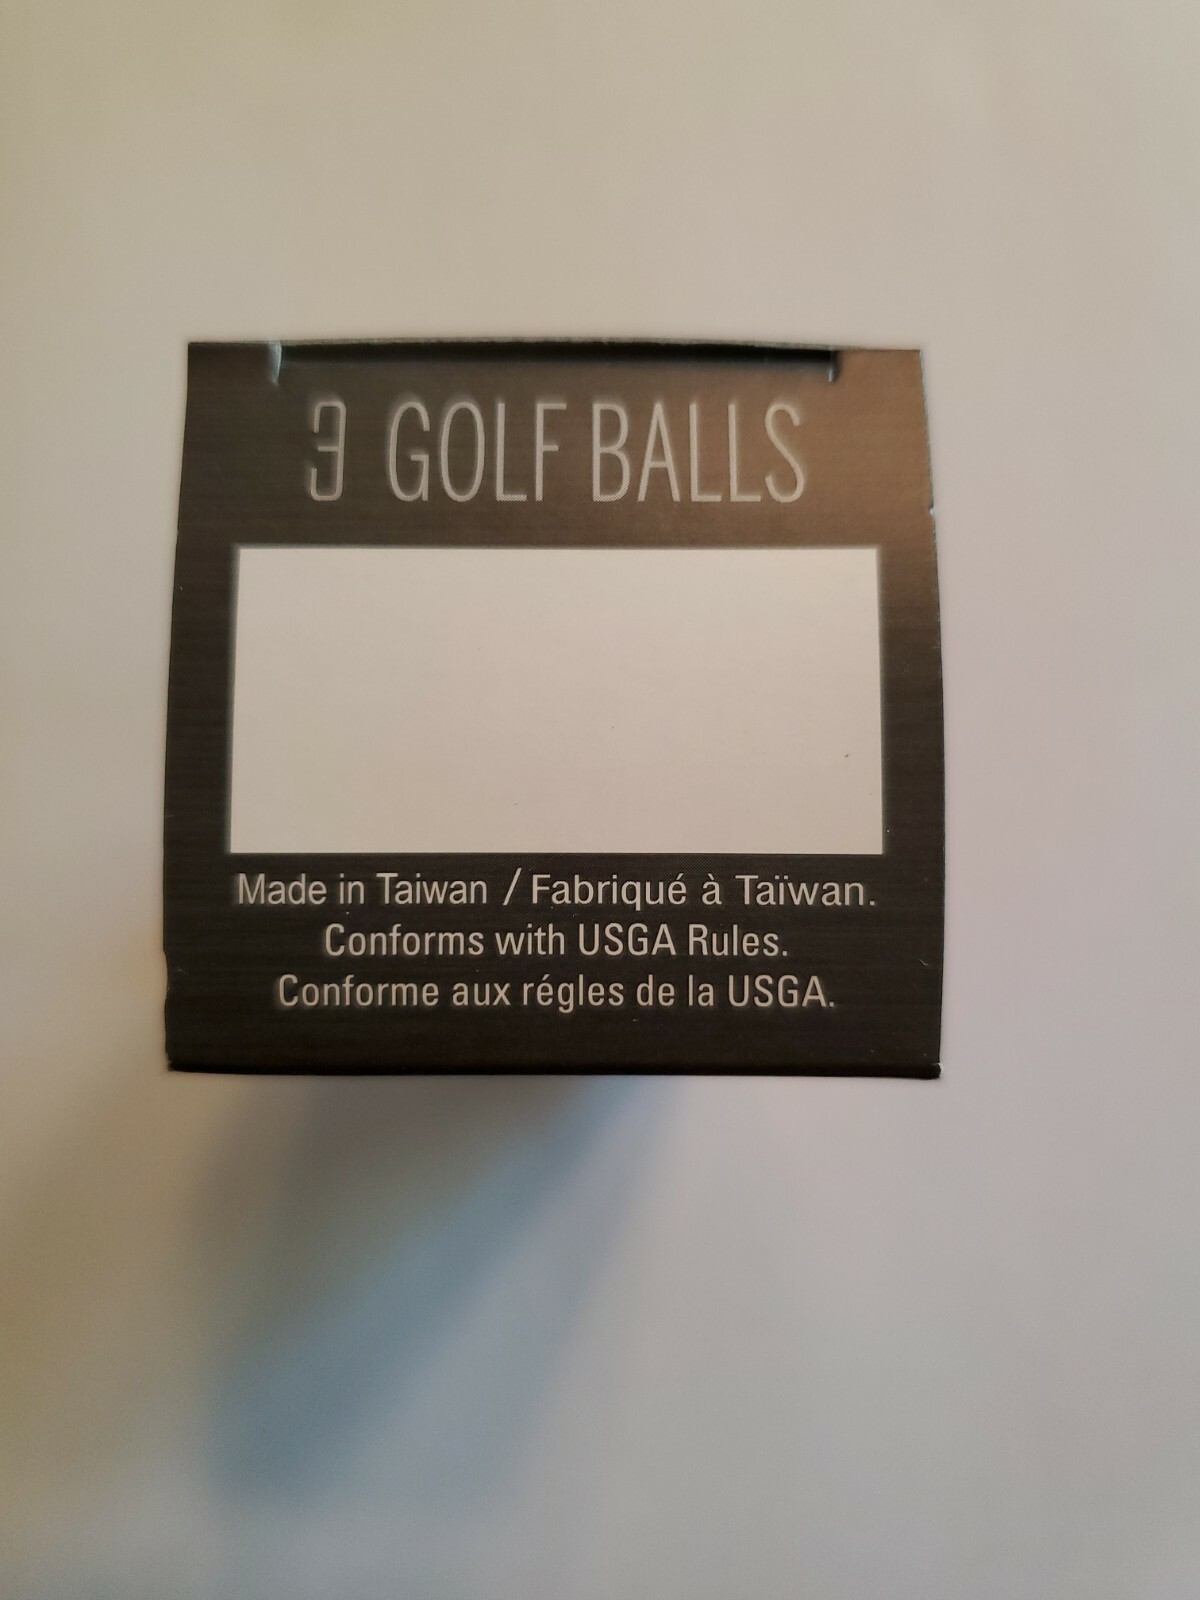 3 GOLF BALLS
Made in Taiwan / Fabriqué à Taïwan.
Conforms with USGA Rules.
Conforme aux régles de la USGA.